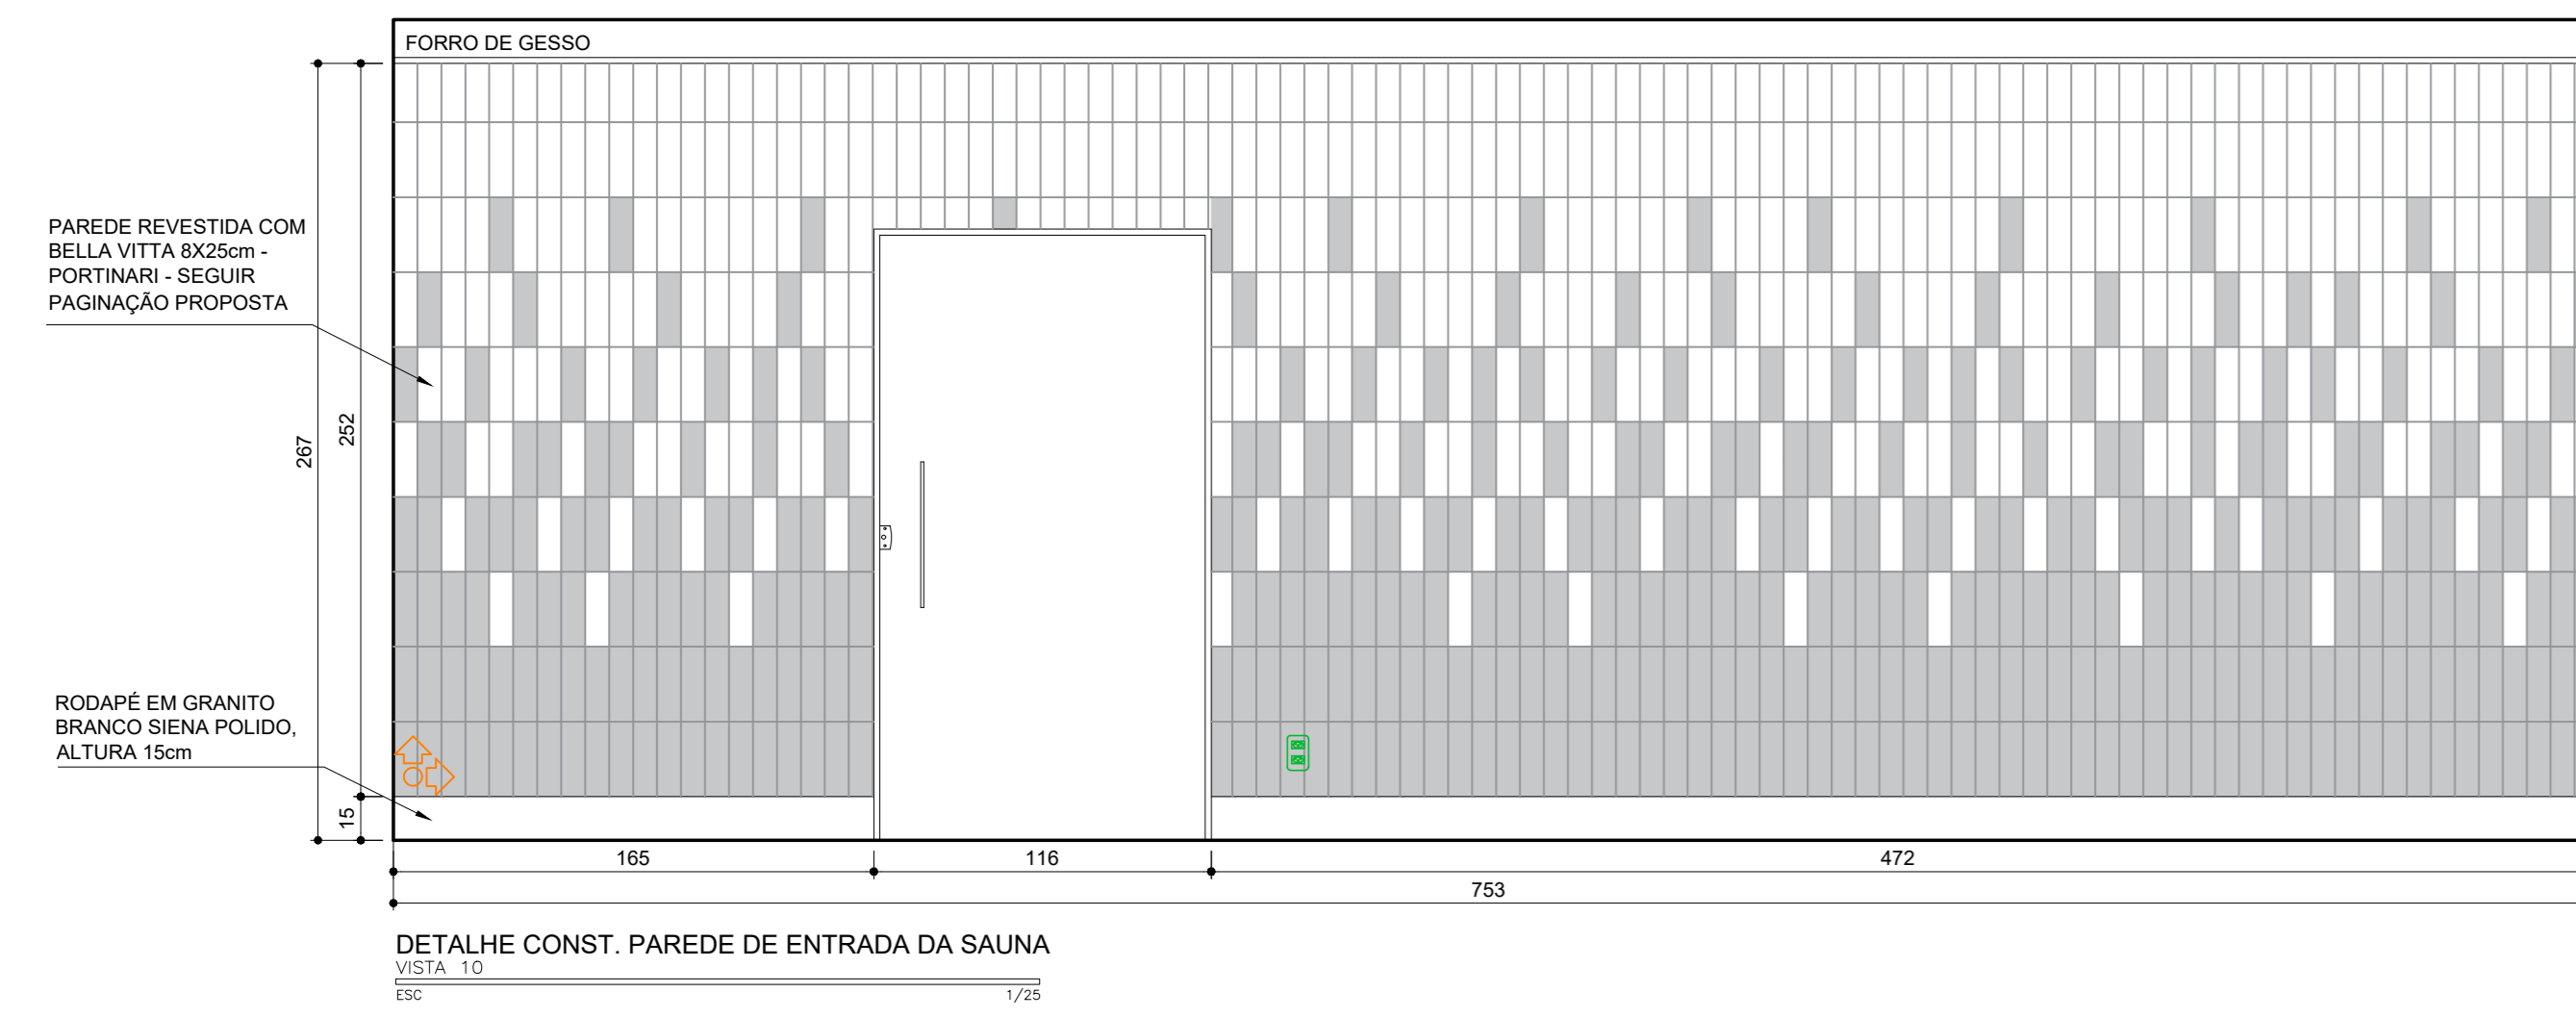 FORRO DE GESSO
PAREDE REVESTIDA COM
BELLA VITTA 8X25cm -
PORTINARI - SEGUIR
PAGINAÇÃO PROPOSTA
267
252
RODAPÉ EM GRANITO
BRANCO SIENA POLIDO,
ALTURA 15cm
15
165
116
472
753
DETALHE CONST. PAREDE DE ENTRADA DA SAUNA
VISTA 10
ESC 1/25